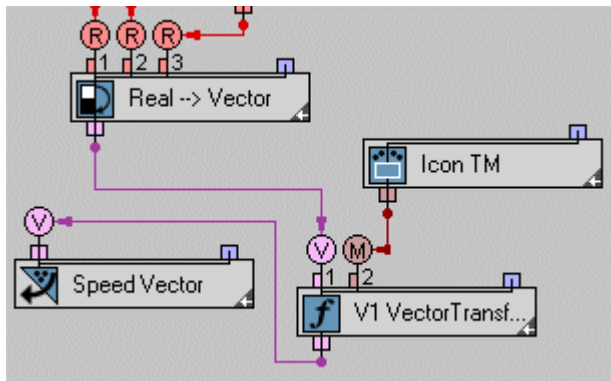 R R R
1 2 3
Real --> Vector
Icon TM
V
V M
1 2
Speed Vector
f V1 VectorTransf...